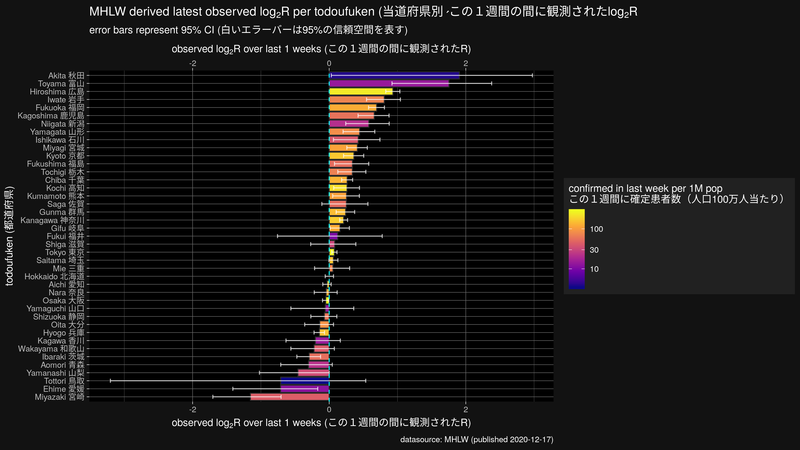 MHLW derived latest observed log₂R per todoufuken (当道府県別 -この１週間の間に観測されたlog₂R
error bars represent 95% CI (白いエラーバーは95%の信頼空間を表す)
observed log₂R over last 1 weeks (この１週間の間に観測されたR)
-2 0 2
Akita 秋田
Toyama 富山
Hiroshima 広島
Iwate 岩手
Fukuoka 福岡
Kagoshima 鹿児島
Niigata 新潟
Yamagata 山形
Ishikawa 石川
Miyagi 宮城
Kyoto 京都
Fukushima 福島
Tochigi 栃木
Chiba 千葉
Kochi 高知
Kumamoto 熊本
Saga 佐賀
Gunma 群馬
Kanagawa 神奈川
Gifu 岐阜
Fukui 福井
Shiga 滋賀
Tokyo 東京
Saitama 埼玉
Mie 三重
Hokkaido 北海道
Aichi 愛知
Nara 奈良
Osaka 大阪
Yamaguchi 山口
Shizuoka 静岡
Oita 大分
Hyogo 兵庫
Kagawa 香川
Wakayama 和歌山
Ibaraki 茨城
Aomori 青森
Yamanashi 山梨
Tottori 鳥取
Ehime 愛媛
Miyazaki 宮崎
todoufuken (都道府県)
-2 0 2
observed log₂R over last 1 weeks (この１週間の間に観測されたR)
confirmed in last week per 1M pop
この１週間に確定患者数（人口100万人当たり）
100
30
10
datasource: MHLW (published 2020-12-17)